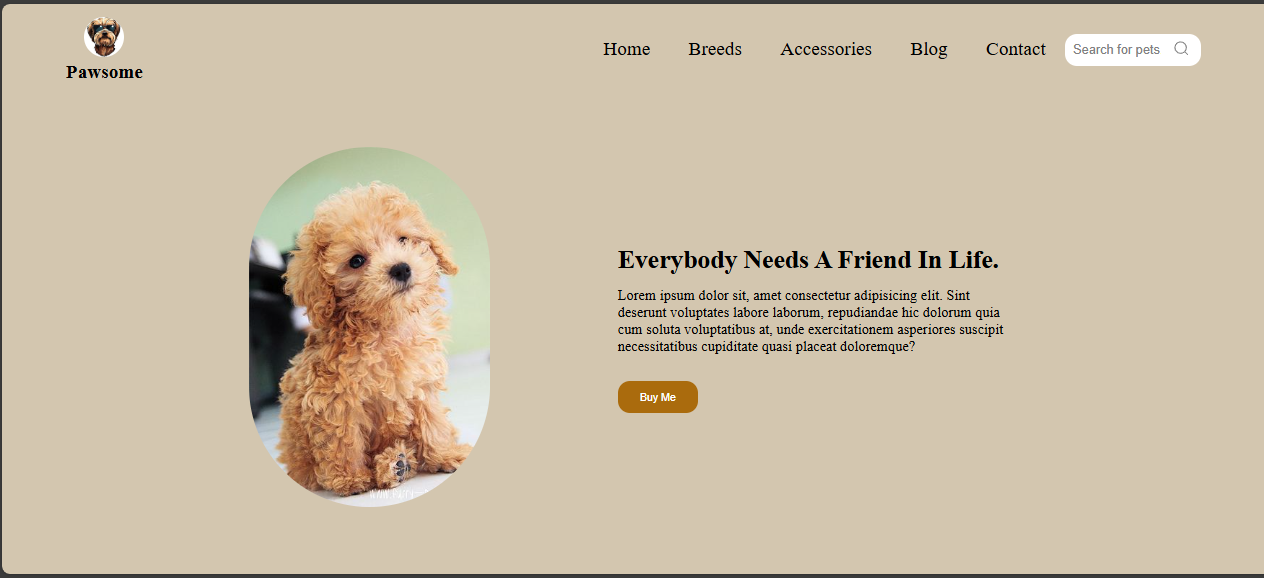 Pawsome
Home Breeds Accessories Blog Contact Search for pets
Everybody Needs A Friend In Life.
Lorem ipsum dolor sit, amet consectetur adipisicing elit. Sint
deserunt voluptates labore laborum, repudiandae hic dolorum quia
cum soluta voluptatibus at, unde exercitationem asperiores suscipit
necessitatibus cupiditate quasi placeat doloremque?
Buy Me